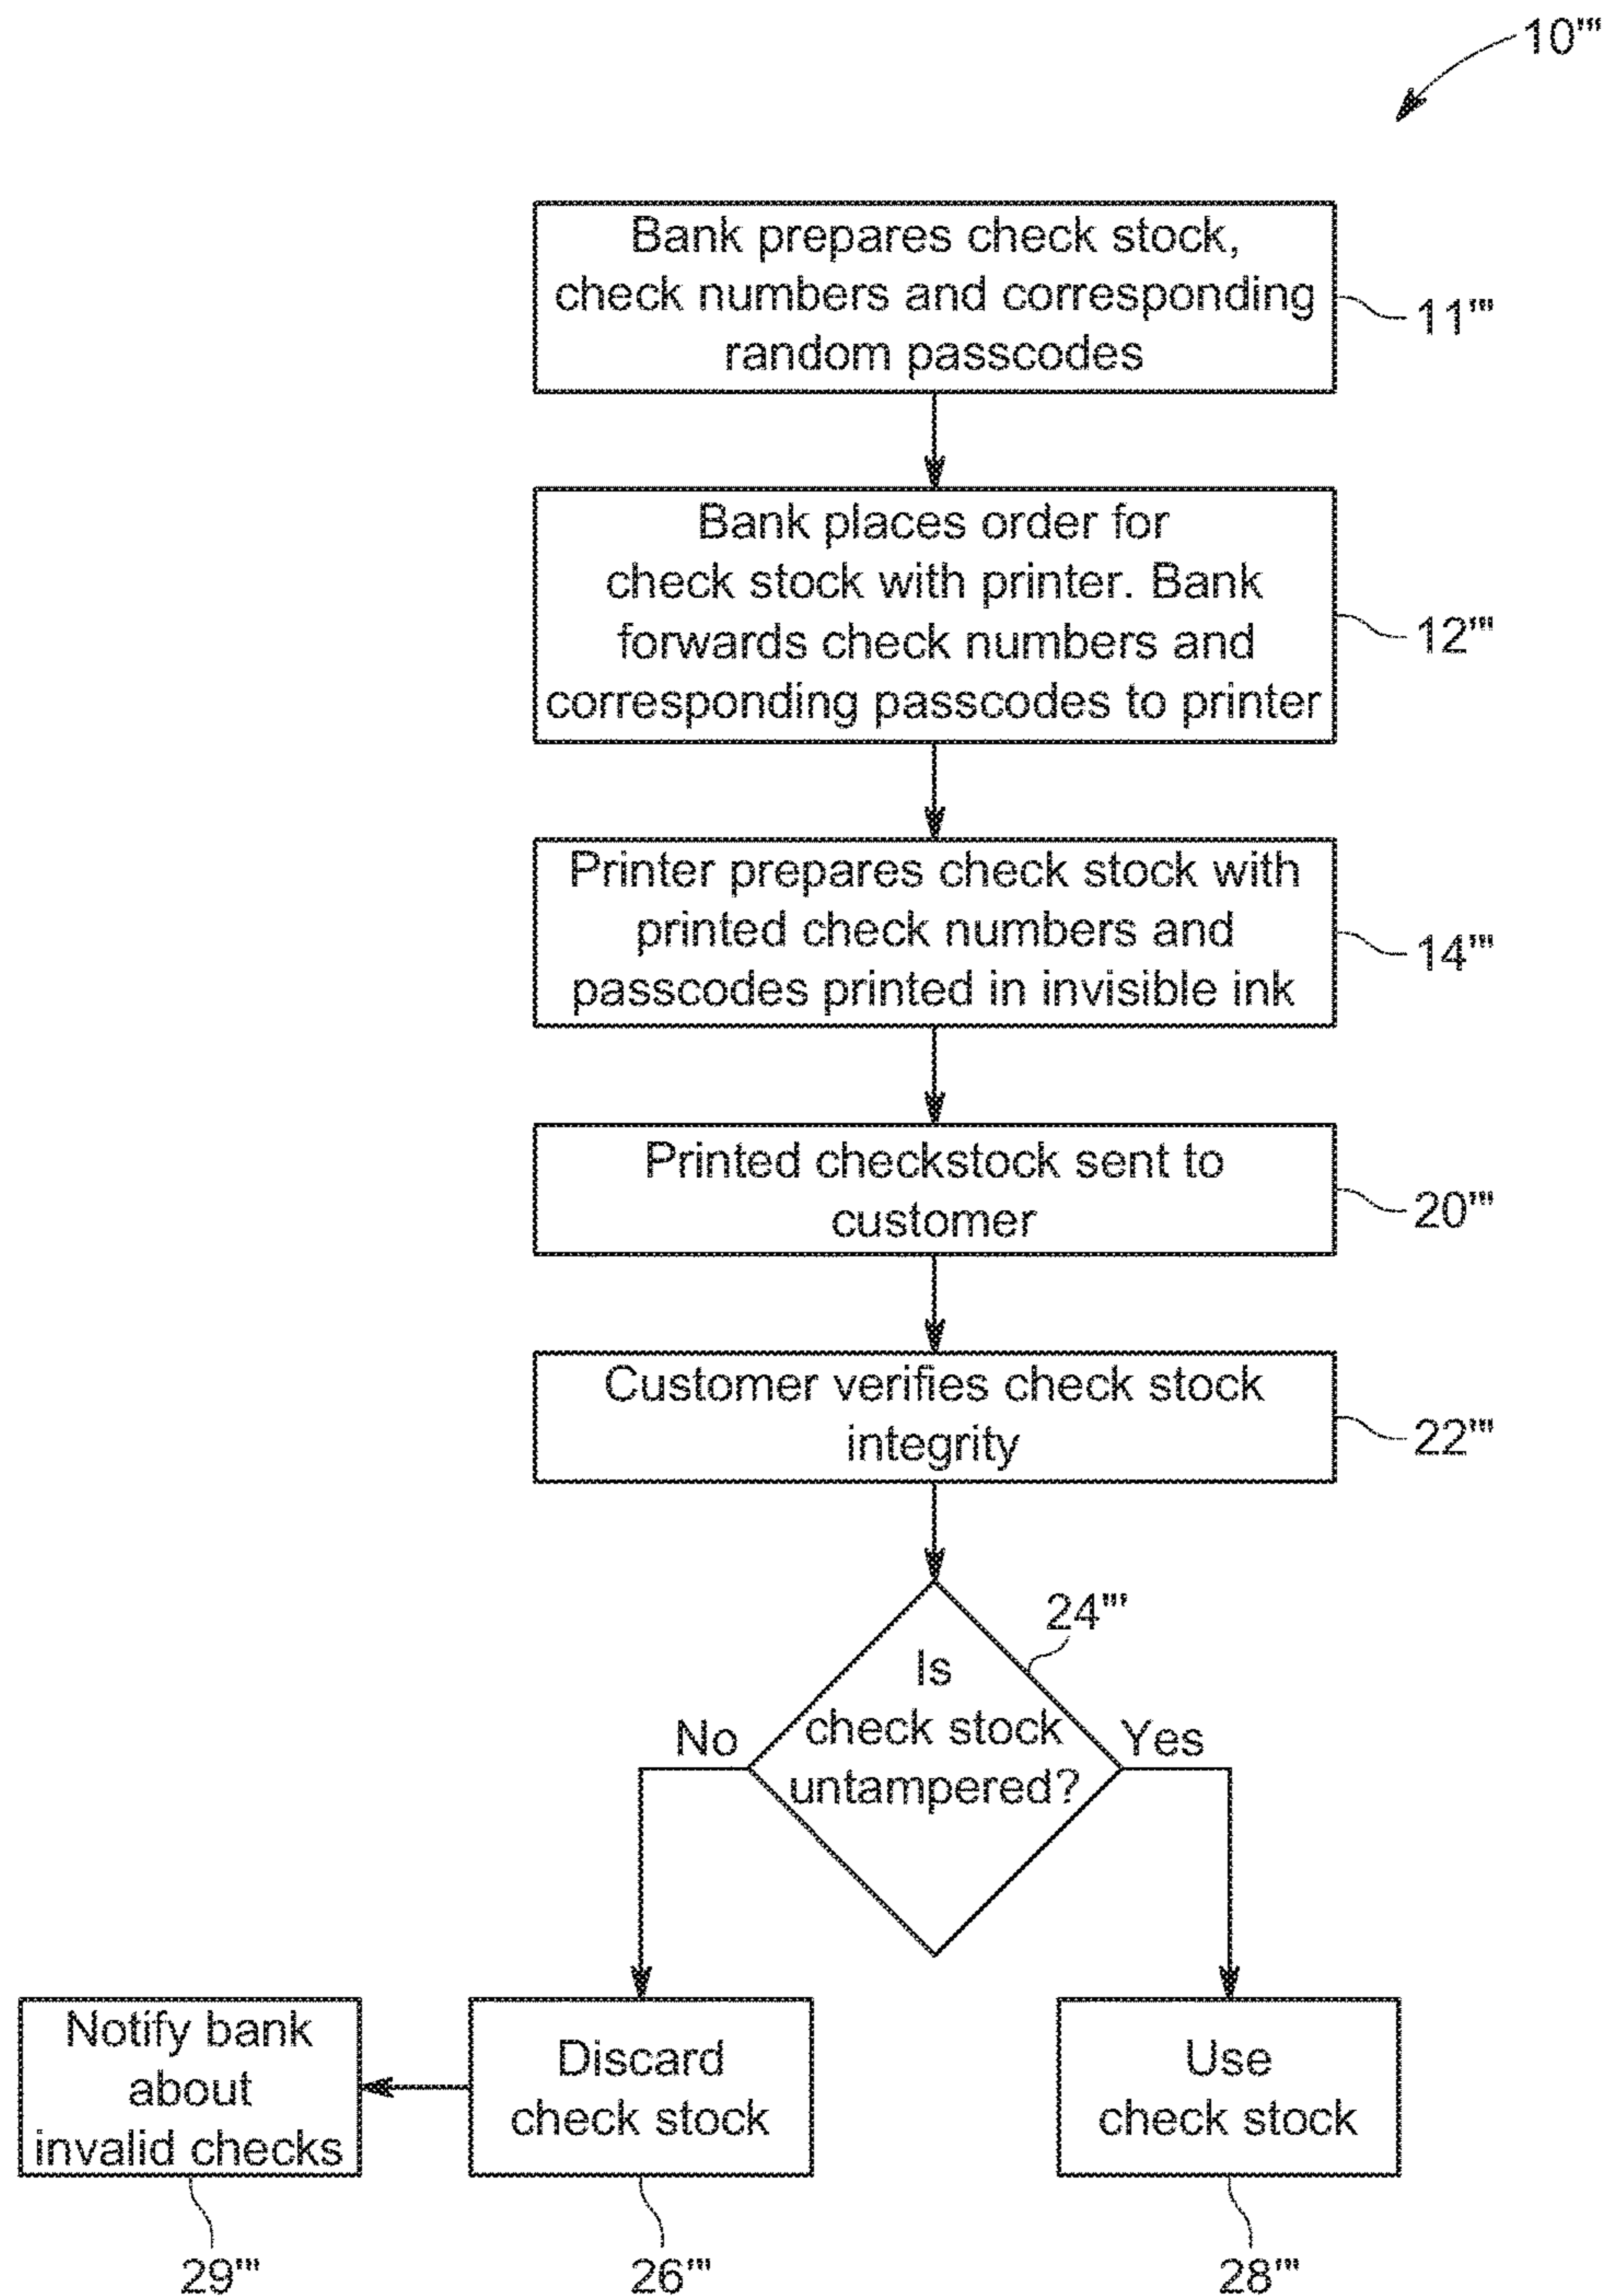 10'''
Bank prepares check stock,
check numbers and corresponding
random passcodes
11'''
Bank places order for
check stock with printer. Bank
forwards check numbers and
corresponding passcodes to printer
12'''
Printer prepares check stock with
printed check numbers and
passcodes printed in invisible ink
14'''
Printed checkstock sent to
customer
20'''
Customer verifies check stock
integrity
22'''
24'''
Is
check stock
untampered?
No
Yes
Notify bank
about
invalid checks
Discard
check stock
Use
check stock
29'''
26'''
28'''